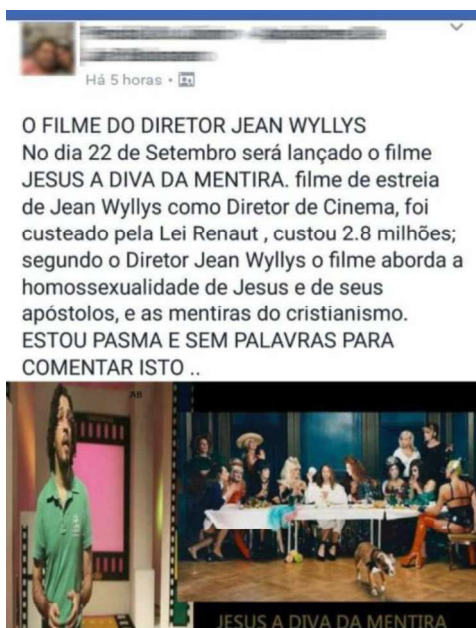 Há 5 horas •
O FILME DO DIRETOR JEAN WYLLYS
No dia 22 de Setembro será lançado o filme
JESUS A DIVA DA MENTIRA. filme de estreia
de Jean Wyllys como Diretor de Cinema, foi
custeado pela Lei Renaut , custou 2.8 milhões;
segundo o Diretor Jean Wyllys o filme aborda a
homossexualidade de Jesus e de seus
apóstolos, e as mentiras do cristianismo.
ESTOU PASMA E SEM PALAVRAS PARA
COMENTAR ISTO ..
AB
JESUS A DIVA DA MENTIRA